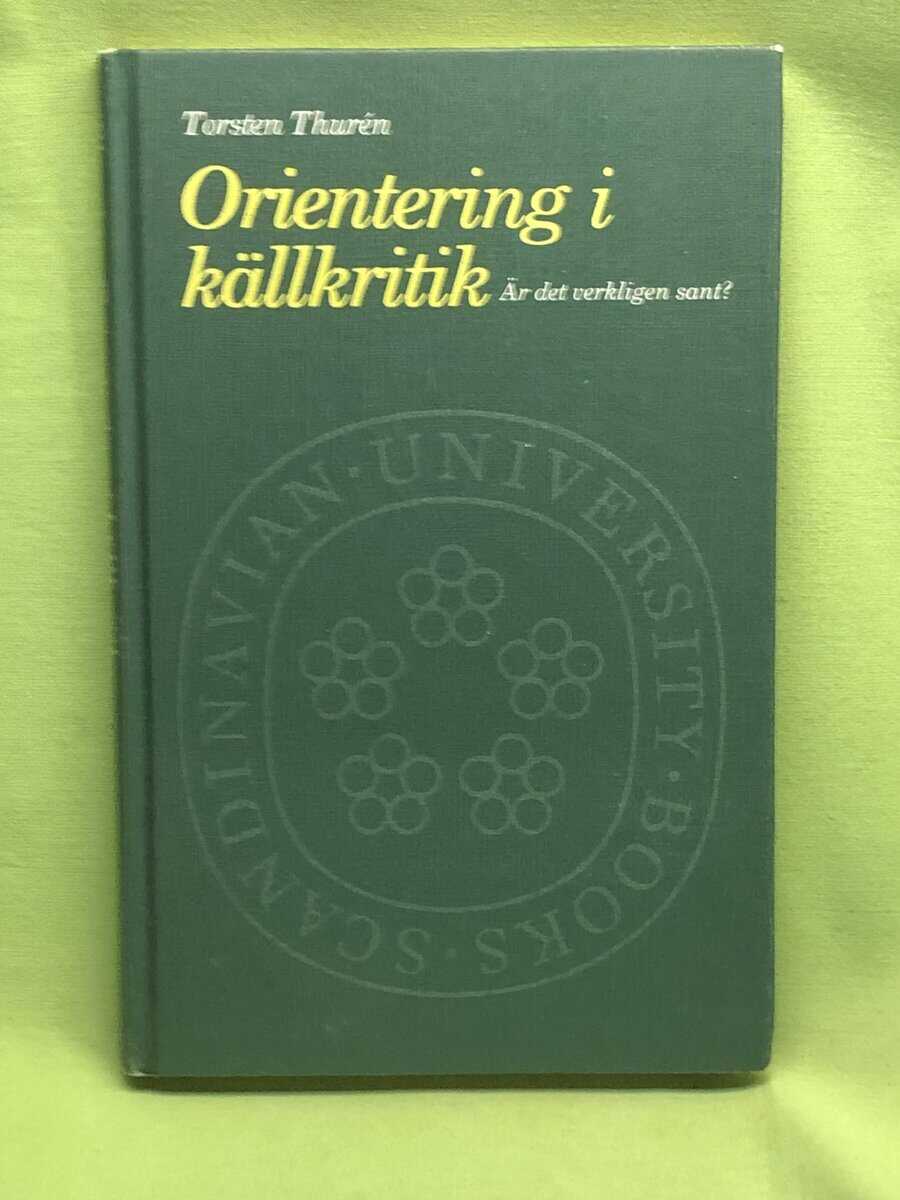 Torsten Thurén
Orientering i
källkritik Är det verkligen sant?
SCANDINAVIAN · UNIVERSITY · BOOKS ·